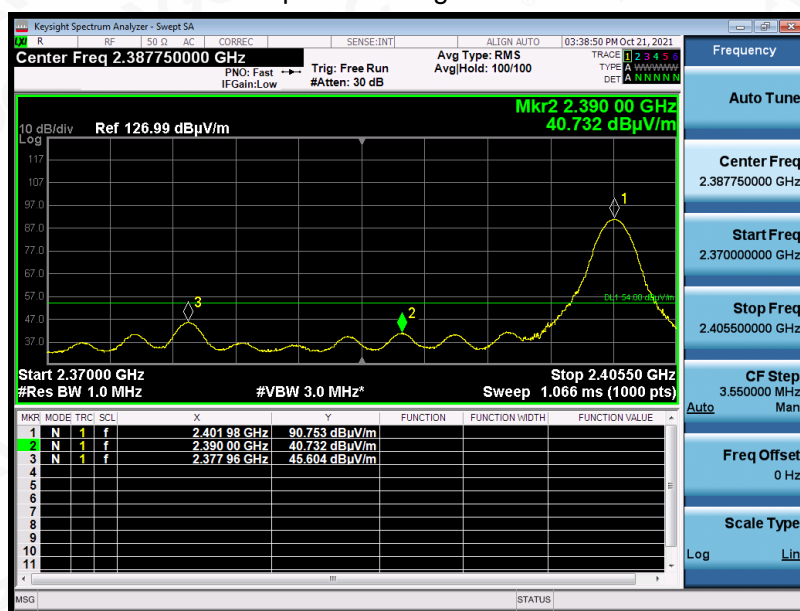 Keysight Spectrum Analyzer - Swept SA
LXI R RF 50 Ω AC CORREC SENSE:INT ALIGN AUTO 03:38:50 PM Oct 21, 2021
Center Freq 2.387750000 GHz
PNO: Fast
IFGain:Low
Trig: Free Run
#Atten: 30 dB
Avg Type: RMS
Avg|Hold: 100/100
TRACE 1 2 3 4 5 6
TYPE A WWWWW
DET A N N N N N
Mkr2 2.390 00 GHz
40.732 dBµV/m
10 dB/div Ref 126.99 dBµV/m
Log
117
107
97.0
87.0
77.0
67.0
57.0
47.0
37.0
1
2
3
DL1 54.00 dBµV/m
Start 2.37000 GHz Stop 2.40550 GHz
#Res BW 1.0 MHz #VBW 3.0 MHz* Sweep 1.066 ms (1000 pts)
MKR MODE TRC SCL X Y FUNCTION FUNCTION WIDTH FUNCTION VALUE
1 N 1 f 2.401 98 GHz 90.753 dBµV/m
2 N 1 f 2.390 00 GHz 40.732 dBµV/m
3 N 1 f 2.377 96 GHz 45.604 dBµV/m
4
5
6
7
8
9
10
11
MSG STATUS
Frequency
Auto Tune
Center Freq
2.387750000 GHz
Start Freq
2.370000000 GHz
Stop Freq
2.405500000 GHz
CF Step
3.550000 MHz
Auto Man
Freq Offset
0 Hz
Scale Type
Log Lin